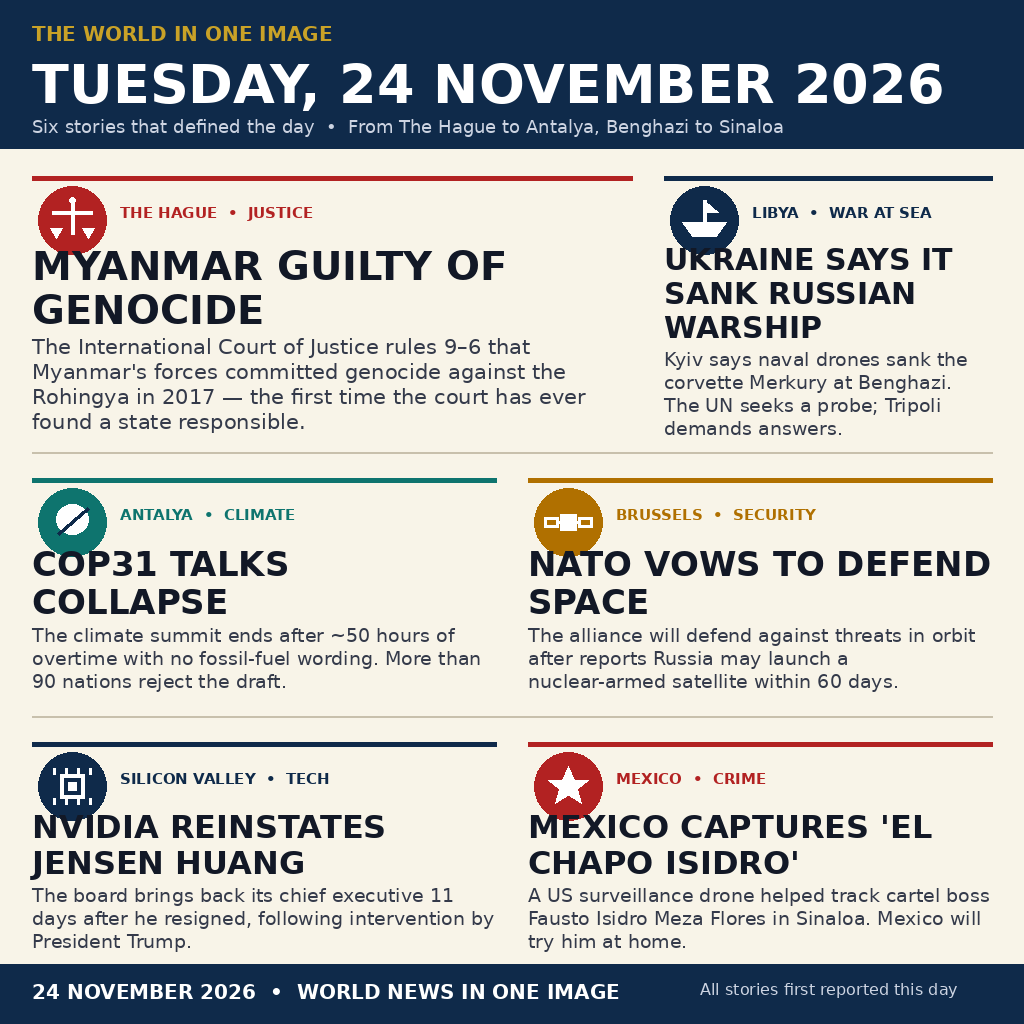 THE WORLD IN ONE IMAGE
TUESDAY, 24 NOVEMBER 2026
Six stories that defined the day • From The Hague to Antalya, Benghazi to Sinaloa
THE HAGUE • JUSTICE
MYANMAR GUILTY OF
GENOCIDE
The International Court of Justice rules 9–6 that
Myanmar's forces committed genocide against the
Rohingya in 2017 — the first time the court has ever
found a state responsible.
LIBYA • WAR AT SEA
UKRAINE SAYS IT
SANK RUSSIAN
WARSHIP
Kyiv says naval drones sank the
corvette Merkury at Benghazi.
The UN seeks a probe; Tripoli
demands answers.
ANTALYA • CLIMATE
COP31 TALKS
COLLAPSE
The climate summit ends after ~50 hours of
overtime with no fossil-fuel wording. More than
90 nations reject the draft.
BRUSSELS • SECURITY
NATO VOWS TO DEFEND
SPACE
The alliance will defend against threats in orbit
after reports Russia may launch a
nuclear-armed satellite within 60 days.
SILICON VALLEY • TECH
NVIDIA REINSTATES
JENSEN HUANG
The board brings back its chief executive 11
days after he resigned, following intervention by
President Trump.
MEXICO • CRIME
MEXICO CAPTURES 'EL
CHAPO ISIDRO'
A US surveillance drone helped track cartel boss
Fausto Isidro Meza Flores in Sinaloa. Mexico will
try him at home.
24 NOVEMBER 2026 • WORLD NEWS IN ONE IMAGE
All stories first reported this day